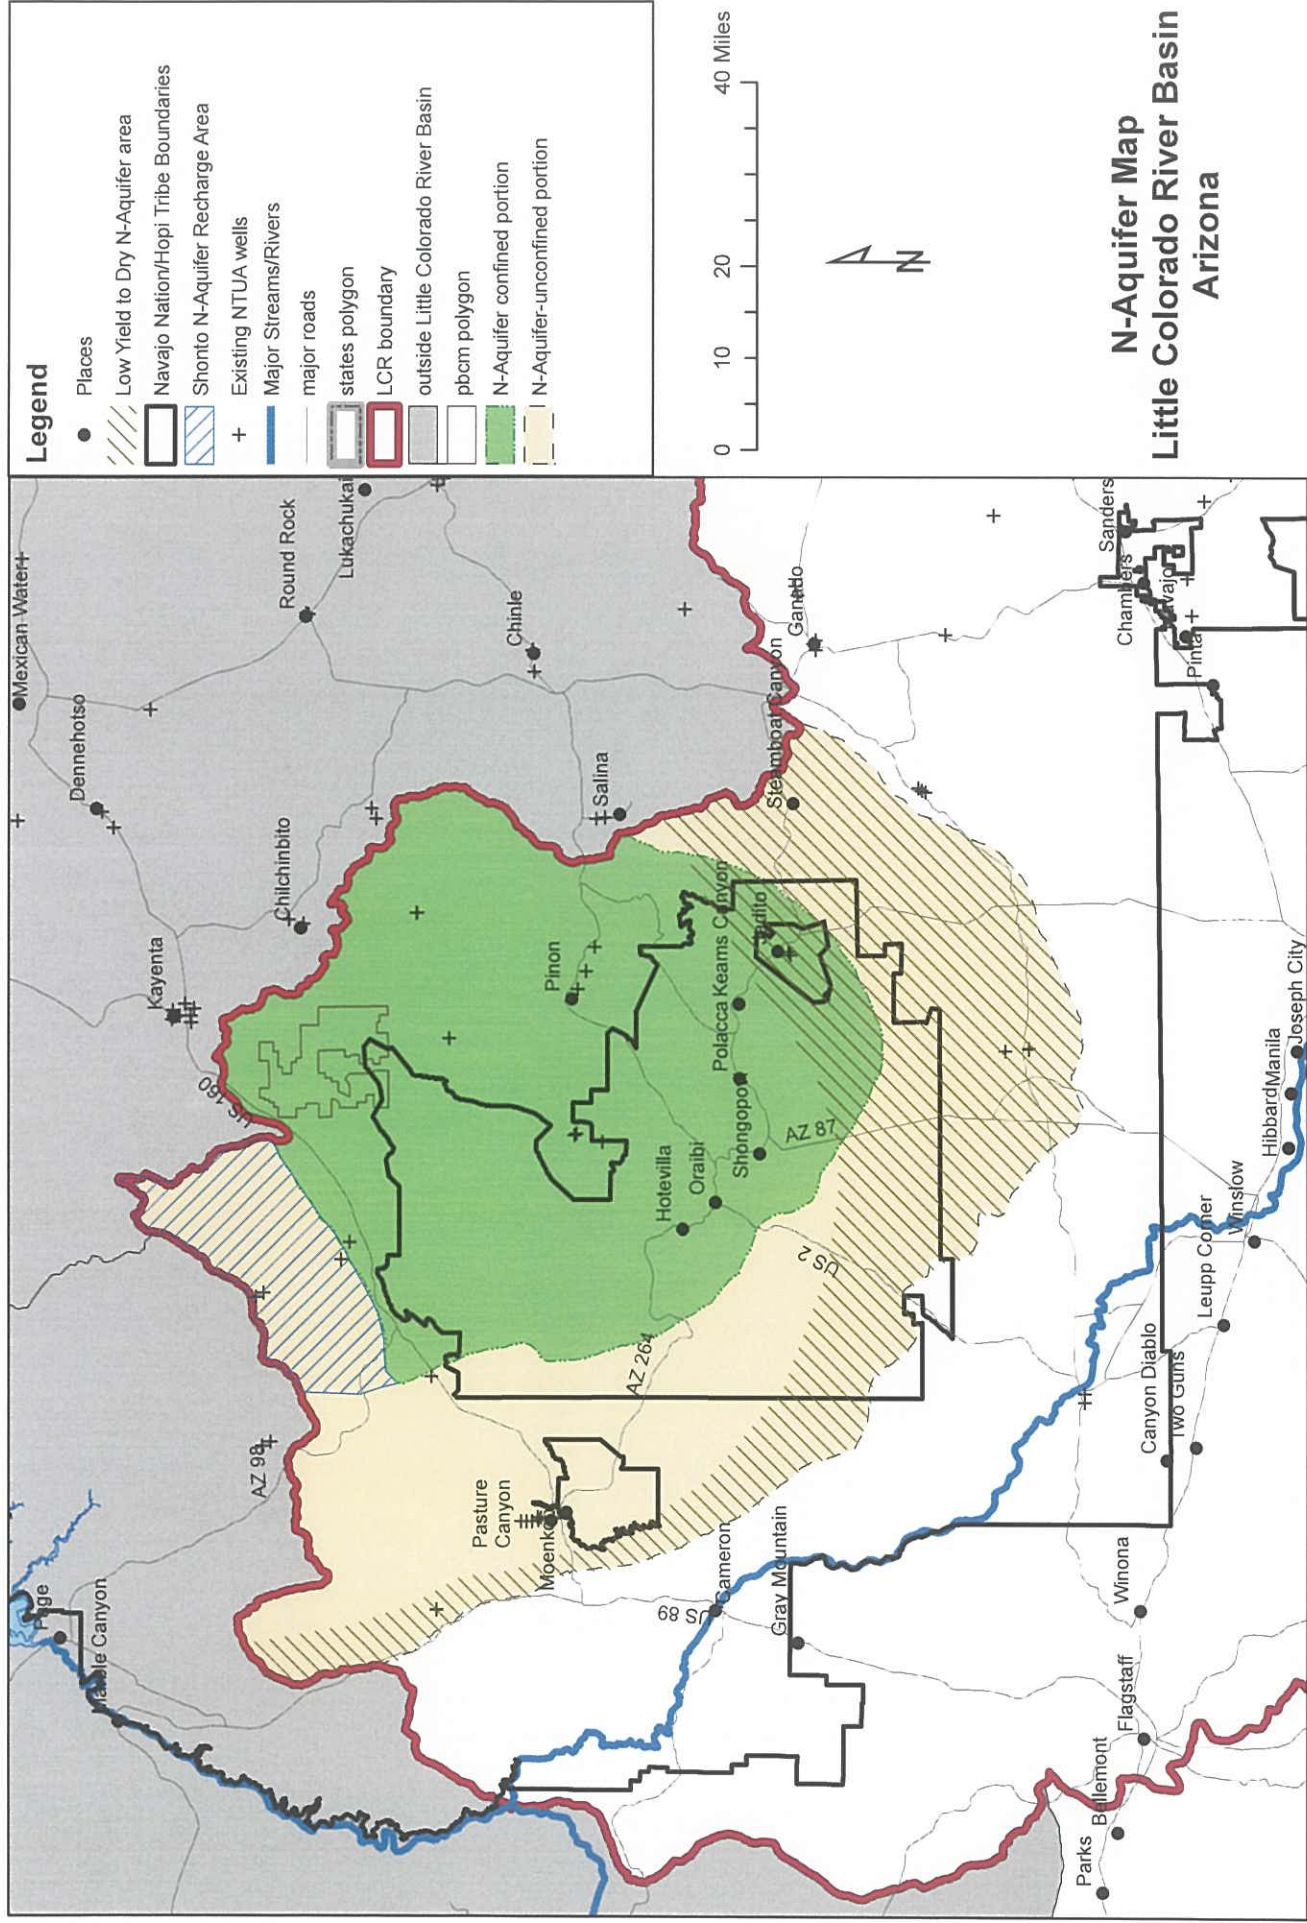 Legend
Places
Low Yield to Dry N-Aquifer area
Navajo Nation/Hopi Tribe Boundaries
Shonto N-Aquifer Recharge Area
Existing NTUA wells
Major Streams/Rivers
major roads
states polygon
LCR boundary
outside Little Colorado River Basin
pbcm polygon
N-Aquifer confined portion
N-Aquifer-unconfined portion
0
10
20
40 Miles
N
N-Aquifer Map
Little Colorado River Basin
Arizona
Mexican Water
Dennehotso
Page
Marble Canyon
Kayenta
US 160
AZ 98
Chilchinbito
Round Rock
Lukachukai
Chinle
Salina
Pinon
Pasture
Canyon
Hotevilla
Oraibi
AZ 264
Shongopovi
Polacca
Keams Canyon
Steamboat Canyon
Ganado
AZ 87
US 2
Cameron
US 89
Gray Mountain
Sanders
Chambers
Navajo
Pinta
Canyon Diablo
Two Guns
Leupp Corner
Winslow
Hibbard
Manila
Joseph City
Winona
Flagstaff
Bellemont
Parks